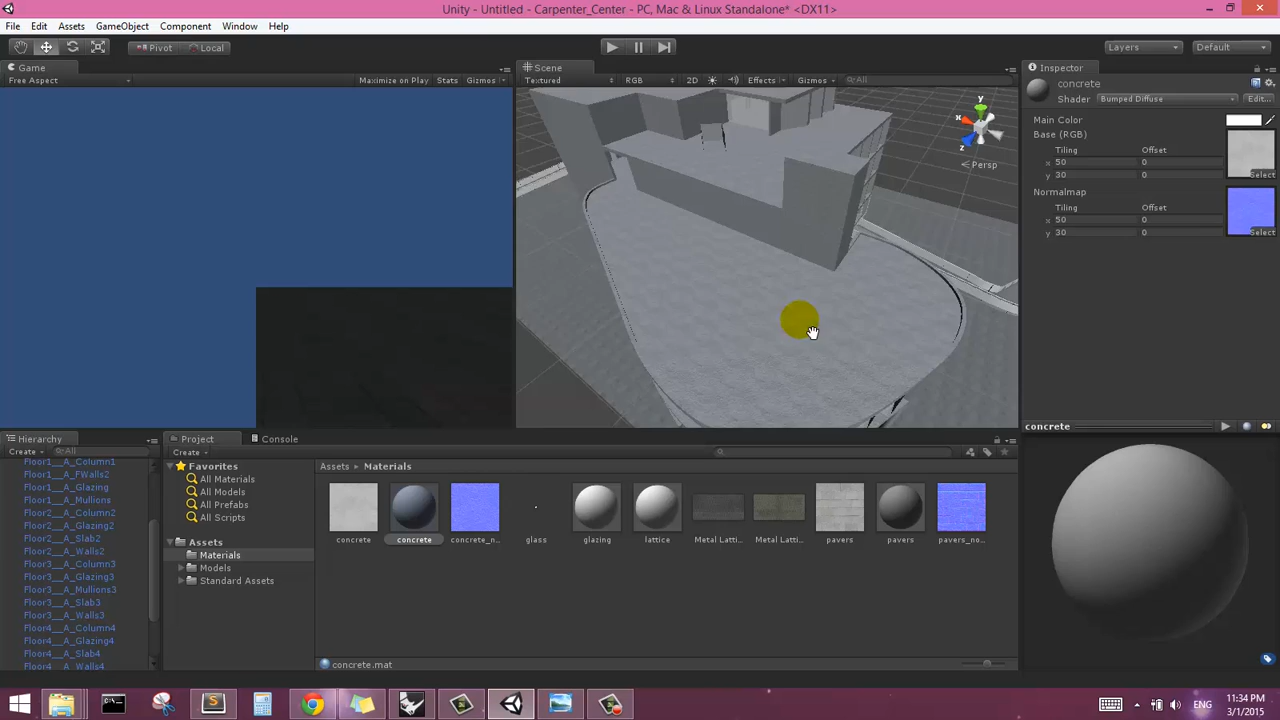 Unity - Untitled - Carpenter_Center - PC, Mac & Linux Standalone* <DX11>
File Edit Assets GameObject Component Window Help
Pivot Local Layers Default
Game Scene Inspector
Free Aspect Maximize on Play Stats Gizmos Textured RGB 2D Effects Gizmos All
concrete
Shader Bumped Diffuse Edit...
Main Color
Base (RGB)
Tiling Offset
x 50 0
y 30 0
Select
Normalmap
Tiling Offset
x 50 0
y 30 0
Select
y
x
z
Persp
concrete
Hierarchy Project Console
Create All Create
Floor1__A_Column1
Floor1__A_FWalls2
Floor1__A_Glazing
Floor1__A_Mullions
Floor2__A_Column2
Floor2__A_Glazing2
Floor2__A_Slab2
Floor2__A_Walls2
Floor3__A_Column3
Floor3__A_Glazing3
Floor3__A_Mullions3
Floor3__A_Slab3
Floor3__A_Walls3
Floor4__A_Column4
Floor4__A_Glazing4
Floor4__A_Slab4
Floor4__A_Walls4
Favorites
All Materials
All Models
All Prefabs
All Scripts
Assets
Materials
Models
Standard Assets
Assets Materials
concrete concrete concrete_n... glass glazing lattice Metal Latti... Metal Latti... pavers pavers pavers_no...
concrete.mat
ENG
11:34 PM
3/1/2015